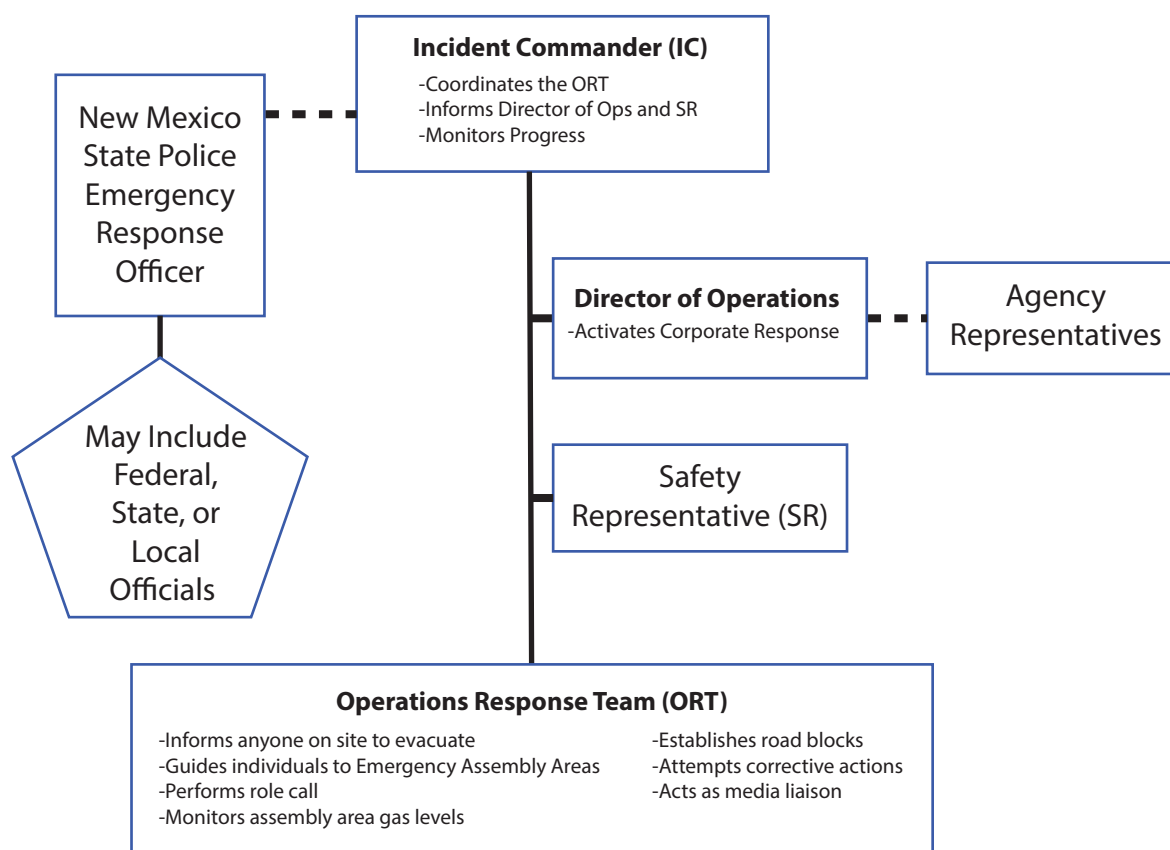 Incident Commander (IC)
-Coordinates the ORT
-Informs Director of Ops and SR
-Monitors Progress
New Mexico
State Police
Emergency
Response
Officer
Director of Operations
-Activates Corporate Response
Agency
Representatives
May Include
Federal,
State, or
Local
Officials
Safety
Representative (SR)
Operations Response Team (ORT)
-Informs anyone on site to evacuate
-Guides individuals to Emergency Assembly Areas
-Performs role call
-Monitors assembly area gas levels
-Establishes road blocks
-Attempts corrective actions
-Acts as media liaison